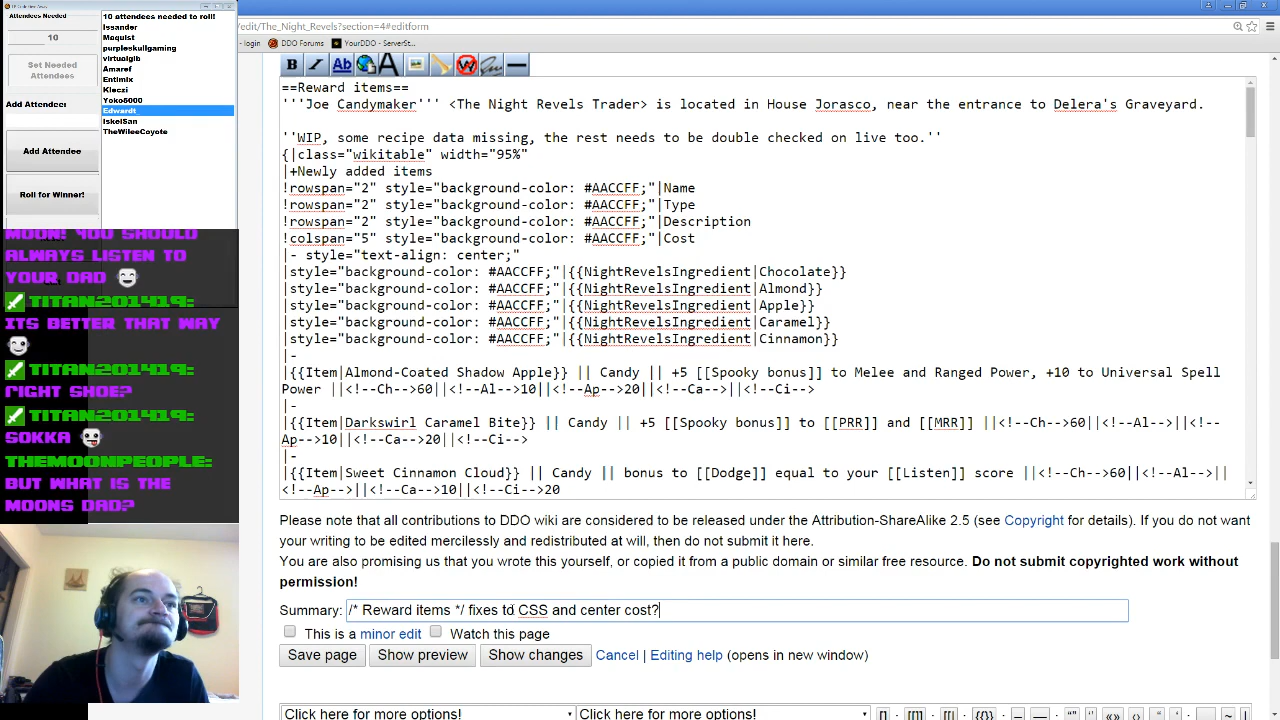 Attendees Needed
10
Set Needed
Attendees
Add Attendee:
Add Attendee
Roll for Winner!
10 attendees needed to roll!
Issander
Maquist
purpleskullgaming
virtualgib
Amaref
Entimix
Kleczi
Yoko5000
Edwardt
IskelSan
TheWileeCoyote
MOON! YOU SHOULD
ALWAYS LISTEN TO
YOUR DAD
TITAN201419:
ITS BETTER THAT WAY
TITAN201419:
RIGHT SHOE?
TITAN201419:
SOKKA
THEMOONPEOPLE:
BUT WHAT IS THE
MOONS DAD?
/edit/The_Night_Revels?section=4#editform
- login DDO Forums YourDDO - ServerSt...
B I Ab A W
==Reward items==
'''Joe Candymaker''' <The Night Revels Trader> is located in House Jorasco, near the entrance to Delera's Graveyard.
''WIP, some recipe data missing, the rest needs to be double checked on live too.''
{|class="wikitable" width="95%"
|+Newly added items
!rowspan="2" style="background-color: #AACCFF;"|Name
!rowspan="2" style="background-color: #AACCFF;"|Type
!rowspan="2" style="background-color: #AACCFF;"|Description
!colspan="5" style="background-color: #AACCFF;"|Cost
|- style="text-align: center;"
|style="background-color: #AACCFF;"|{{NightRevelsIngredient|Chocolate}}
|style="background-color: #AACCFF;"|{{NightRevelsIngredient|Almond}}
|style="background-color: #AACCFF;"|{{NightRevelsIngredient|Apple}}
|style="background-color: #AACCFF;"|{{NightRevelsIngredient|Caramel}}
|style="background-color: #AACCFF;"|{{NightRevelsIngredient|Cinnamon}}
|-
|{{Item|Almond-Coated Shadow Apple}} || Candy || +5 [[Spooky bonus]] to Melee and Ranged Power, +10 to Universal Spell
Power ||<!--Ch-->60||<!--Al-->10||<!--Ap-->20||<!--Ca-->||<!--Ci-->
|-
|{{Item|Darkswirl Caramel Bite}} || Candy || +5 [[Spooky bonus]] to [[PRR]] and [[MRR]] ||<!--Ch-->60||<!--Al-->||<!--
Ap-->10||<!--Ca-->20||<!--Ci-->
|-
|{{Item|Sweet Cinnamon Cloud}} || Candy || bonus to [[Dodge]] equal to your [[Listen]] score ||<!--Ch-->60||<!--Al-->||
<!--Ap-->||<!--Ca-->10||<!--Ci-->20
Please note that all contributions to DDO wiki are considered to be released under the Attribution-ShareAlike 2.5 (see Copyright for details). If you do not want
your writing to be edited mercilessly and redistributed at will, then do not submit it here.
You are also promising us that you wrote this yourself, or copied it from a public domain or similar free resource. Do not submit copyrighted work without
permission!
Summary: /* Reward items */ fixes to CSS and center cost?
This is a minor edit Watch this page
Save page Show preview Show changes Cancel | Editing help (opens in new window)
Click here for more options! Click here for more options!